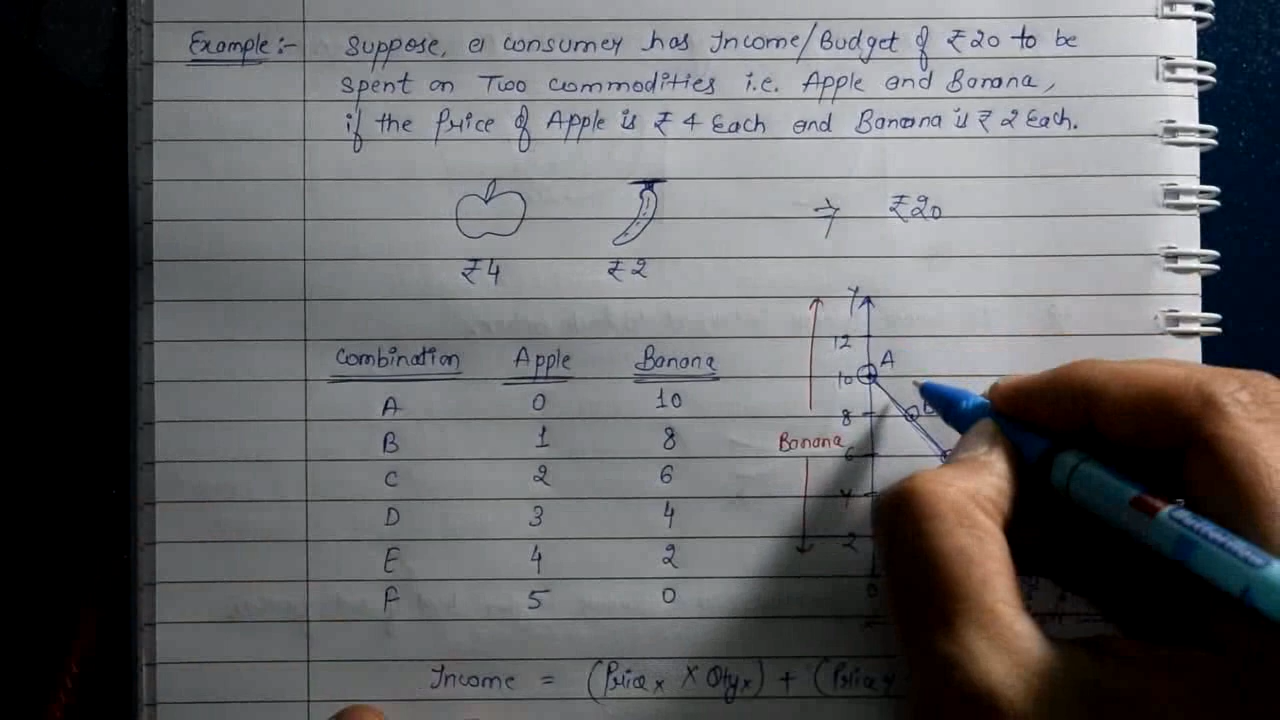 Example:- Suppose, a consumer has Income/Budget of ₹20 to be
spent on Two commodities i.e. Apple and Banana,
if the Price of Apple is ₹4 Each and Banana is ₹2 Each.
⇒ ₹20
₹4 ₹2
Combination Apple Banana
A 0 10
B 1 8
C 2 6
D 3 4
E 4 2
F 5 0
Y
12
A
10
8
Banana 6
4
2
0
Income = (Price x × Qty x) + (Price y